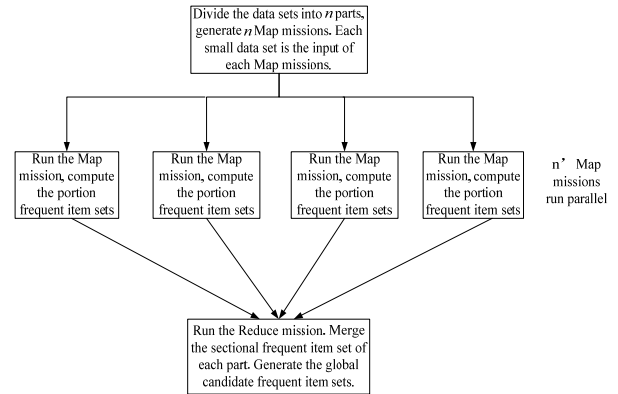 Divide the data sets into n parts,
generate n Map missions. Each
small data set is the input of
each Map missions.
Run the Map
mission, compute
the portion
frequent item sets
Run the Map
mission, compute
the portion
frequent item sets
Run the Map
mission, compute
the portion
frequent item sets
Run the Map
mission, compute
the portion
frequent item sets
n’ Map
missions
run parallel
Run the Reduce mission. Merge
the sectional frequent item set of
each part. Generate the global
candidate frequent item sets.